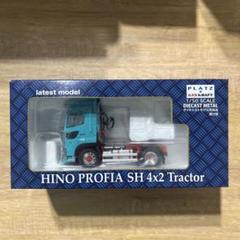 latest model
PLATZ
1/50 SCALE
DIECAST METAL
HINO PROFIA SH 4x2 Tractor